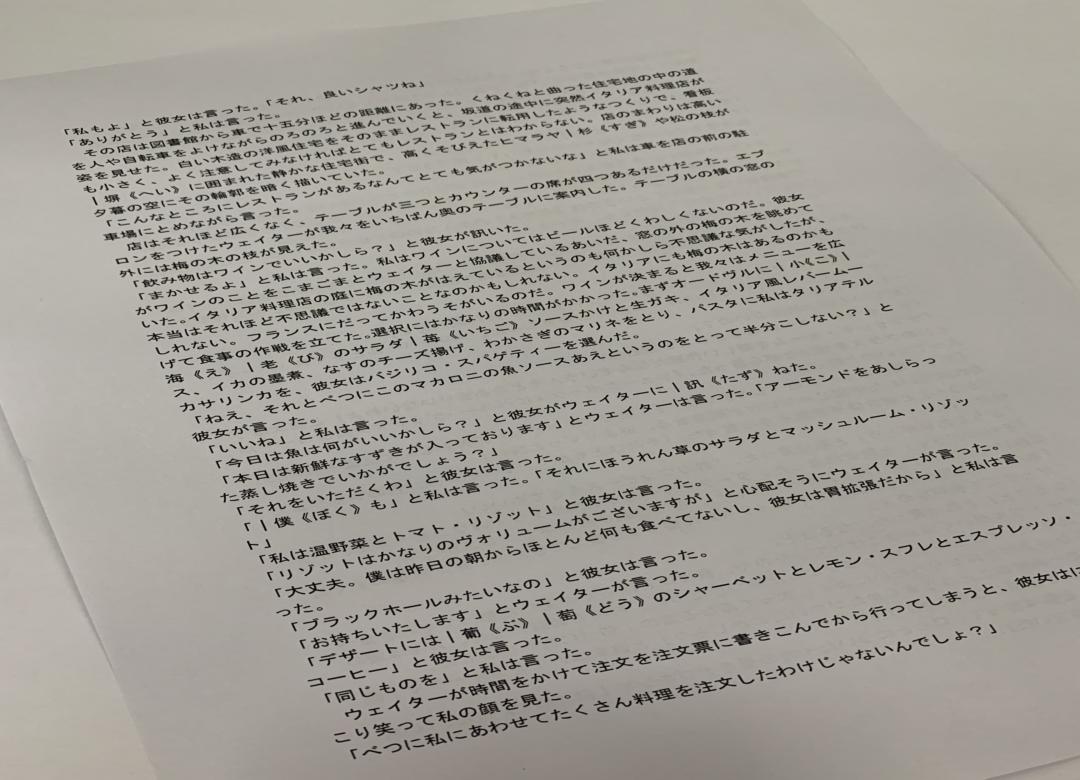 「私もよ」と彼女は言った。「それ、良いシャツね」
「ありがとう」と私は言った。
　その店は図書館から車で十五分ほどの距離にあった。くねくねと曲った住宅地の中の道
を人や自転車をよけながらのろのろと進んでいくと、坂道の途中に突然イタリア料理店が
姿を見せた。白い木造の洋風住宅をそのままレストランに転用したようなつくりで、看板
も小さく、よく注意してみなければとてもレストランとはわからない。店のまわりは高い
｜塀《へい》に囲まれた静かな住宅街で、高くそびえたヒマラヤ｜杉《すぎ》や松の枝が
夕暮の空にその輪郭を暗く描いていた。
「こんなところにレストランがあるなんてとても気がつかないな」と私は車を店の前の駐
車場にとめながら言った。
　店はそれほど広くなく、テーブルが三つとカウンターの席が四つあるだけだった。エプ
ロンをつけたウェイターが我々をいちばん奥のテーブルに案内した。テーブルの横の窓の
外には梅の木の枝が見えた。
「飲み物はワインでいいかしら？」と彼女が訊いた。
「まかせるよ」と私は言った。私はワインについてはビールほどくわしくないのだ。彼女
がワインのことをこまごまとウェイターと協議しているあいだ、窓の外の梅の木を眺めて
いた。イタリア料理店の庭に梅の木がはえているというのも何かしら不思議な気がしたが、
本当はそれほど不思議ではないことなのかもしれない。イタリアにも梅の木はあるのかも
しれない。フランスにだってかわうそがいるのだ。ワインが決まると我々はメニューを広
げて食事の作戦を立てた。選択にはかなりの時間がかかった。まずオードヴルに｜小《こ》｜
海《え》｜老《び》のサラダ｜苺《いちご》ソースかけと生ガキ、イタリア風レバームー
ス、イカの墨煮、なすのチーズ揚げ、わかさぎのマリネをとり、パスタに私はタリアテル
カサリンカを、彼女はバジリコ・スパゲティーを選んだ。
「ねえ、それとべつにこのマカロニの魚ソースあえというのをとって半分こしない？」と
彼女が言った。
「いいね」と私は言った。
「今日は魚は何がいいかしら？」と彼女がウェイターに｜訊《たず》ねた。
「本日は新鮮なすずきが入っております」とウェイターは言った。「アーモンドをあしらっ
た蒸し焼きでいかがでしょう？」
「それをいただくわ」と彼女は言った。
「｜僕《ぼく》も」と私は言った。「それにほうれん草のサラダとマッシュルーム・リゾッ
ト」
「私は温野菜とトマト・リゾット」と彼女は言った。
「リゾットはかなりのヴォリュームがございますが」と心配そうにウェイターが言った。
「大丈夫。僕は昨日の朝からほとんど何も食べてないし、彼女は胃拡張だから」と私は言
った。
「ブラックホールみたいなの」と彼女は言った。
「お持ちいたします」とウェイターが言った。
「デザートには｜葡《ぶ》｜萄《どう》のシャーベットとレモン・スフレとエスプレッソ・
コーヒー」と彼女は言った。
「同じものを」と私は言った。
　ウェイターが時間をかけて注文を注文票に書きこんでから行ってしまうと、彼女はに
こり笑って私の顔を見た。
「べつに私にあわせてたくさん料理を注文したわけじゃないんでしょ？」